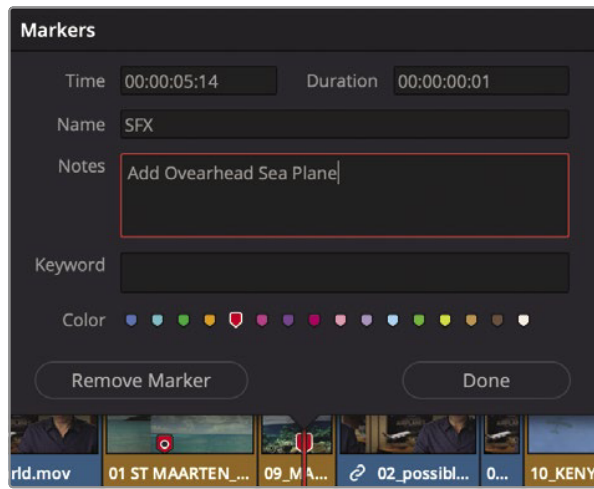 Markers
Time 00:00:05:14 Duration 00:00:00:01
Name SFX
Notes Add Ovearhead Sea Plane
Keyword
Color
Remove Marker Done
rld.mov 01 ST MAARTEN_... 09_MA... 02_possibl... 0... 10_KENY